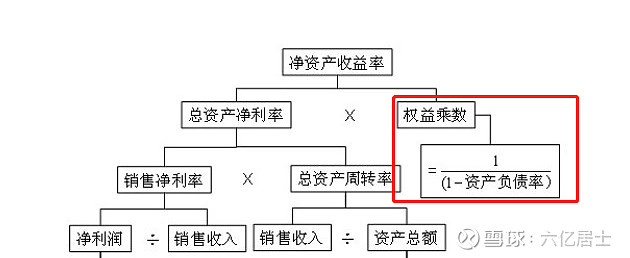 净资产收益率
总资产净利率 X 权益乘数
= 1
(1-资产负债率)
销售净利率 X 总资产周转率
净利润 ÷ 销售收入 销售收入 ÷ 资产总额
雪球:六亿居士